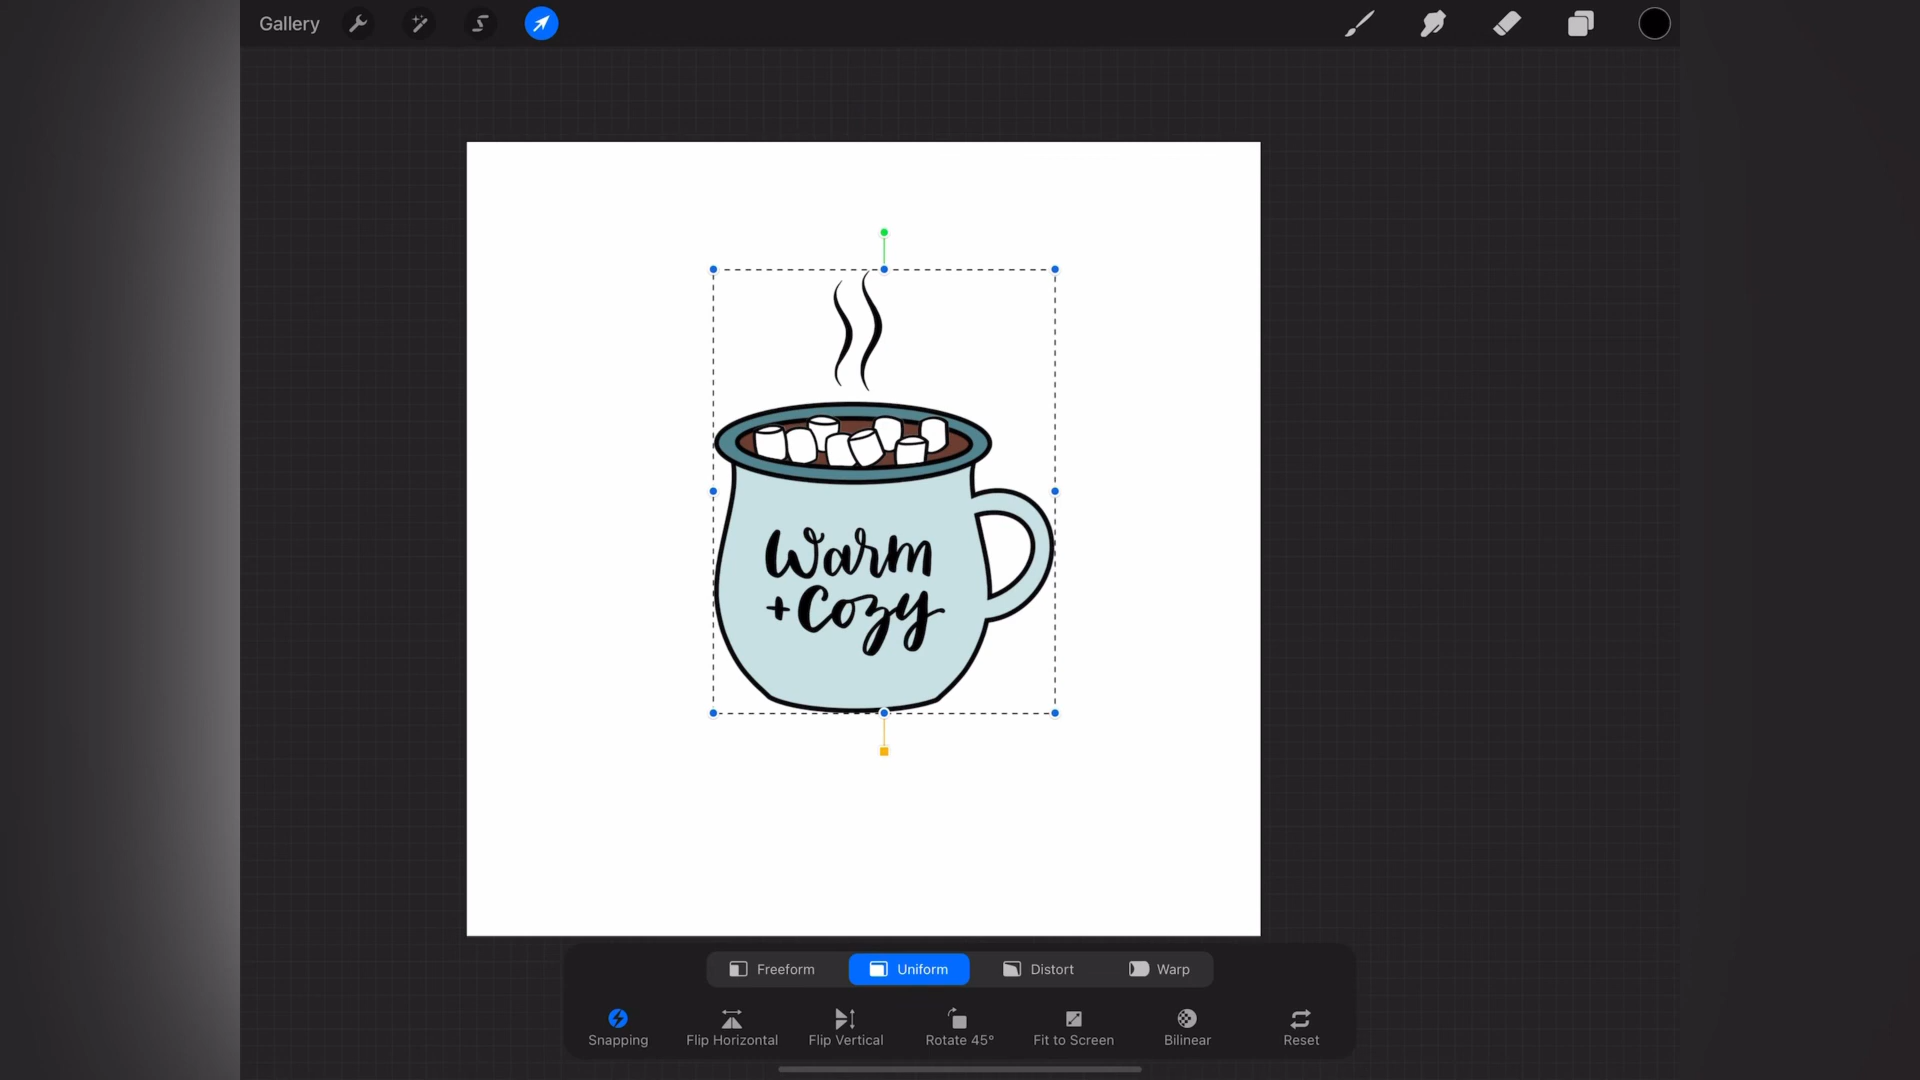 Gallery
Warm
+Cozy
Freeform
Uniform
Distort
Warp
Snapping
Flip Horizontal
Flip Vertical
Rotate 45°
Fit to Screen
Bilinear
Reset